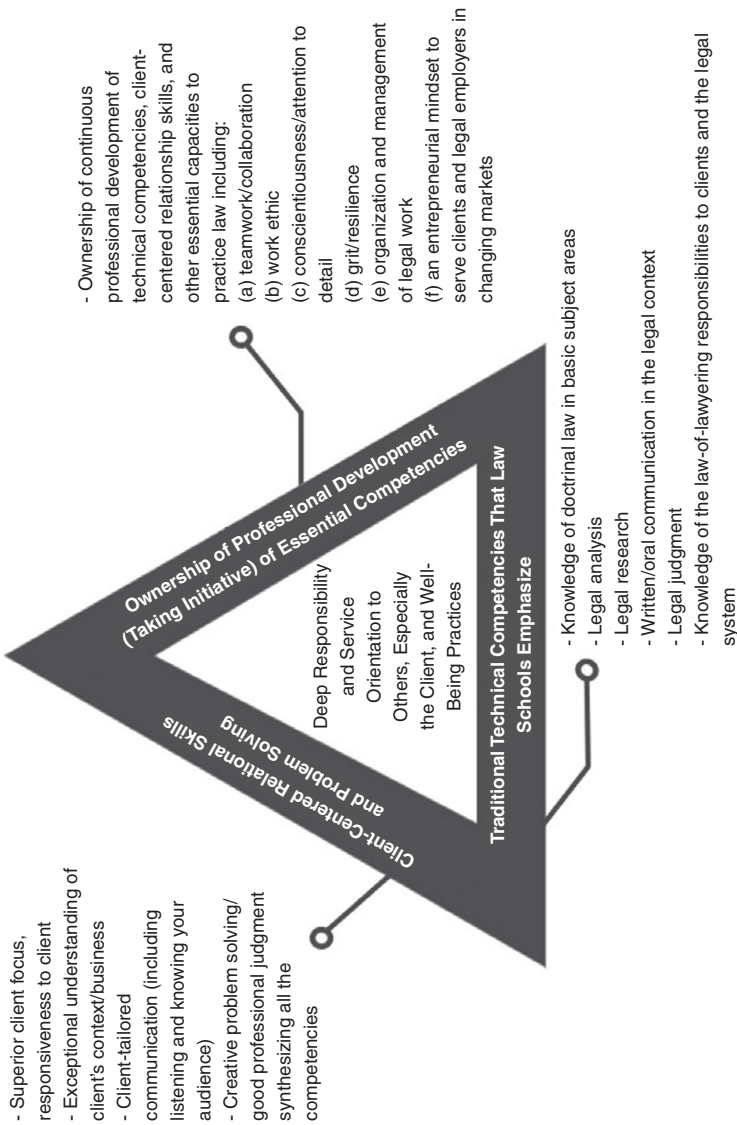 - Superior client focus,
responsiveness to client
- Exceptional understanding of
client's context/business
- Client-tailored
communication (including
listening and knowing your
audience)
- Creative problem solving/
good professional judgment
synthesizing all the
competencies
Client-Centered Relational Skills
and Problem Solving
Ownership of Professional Development
(Taking Initiative) of Essential Competencies
- Ownership of continuous
professional development of
technical competencies, client-
centered relationship skills, and
other essential capacities to
practice law including:
(a) teamwork/collaboration
(b) work ethic
(c) conscientiousness/attention to
detail
(d) grit/resilience
(e) organization and management
of legal work
(f) an entrepreneurial mindset to
serve clients and legal employers in
changing markets
Deep Responsibility
and Service
Orientation to
Others, Especially
the Client, and Well-
Being Practices
Traditional Technical Competencies That Law
Schools Emphasize
- Knowledge of doctrinal law in basic subject areas
- Legal analysis
- Legal research
- Written/oral communication in the legal context
- Legal judgment
- Knowledge of the law-of-lawyering responsibilities to clients and the legal
system